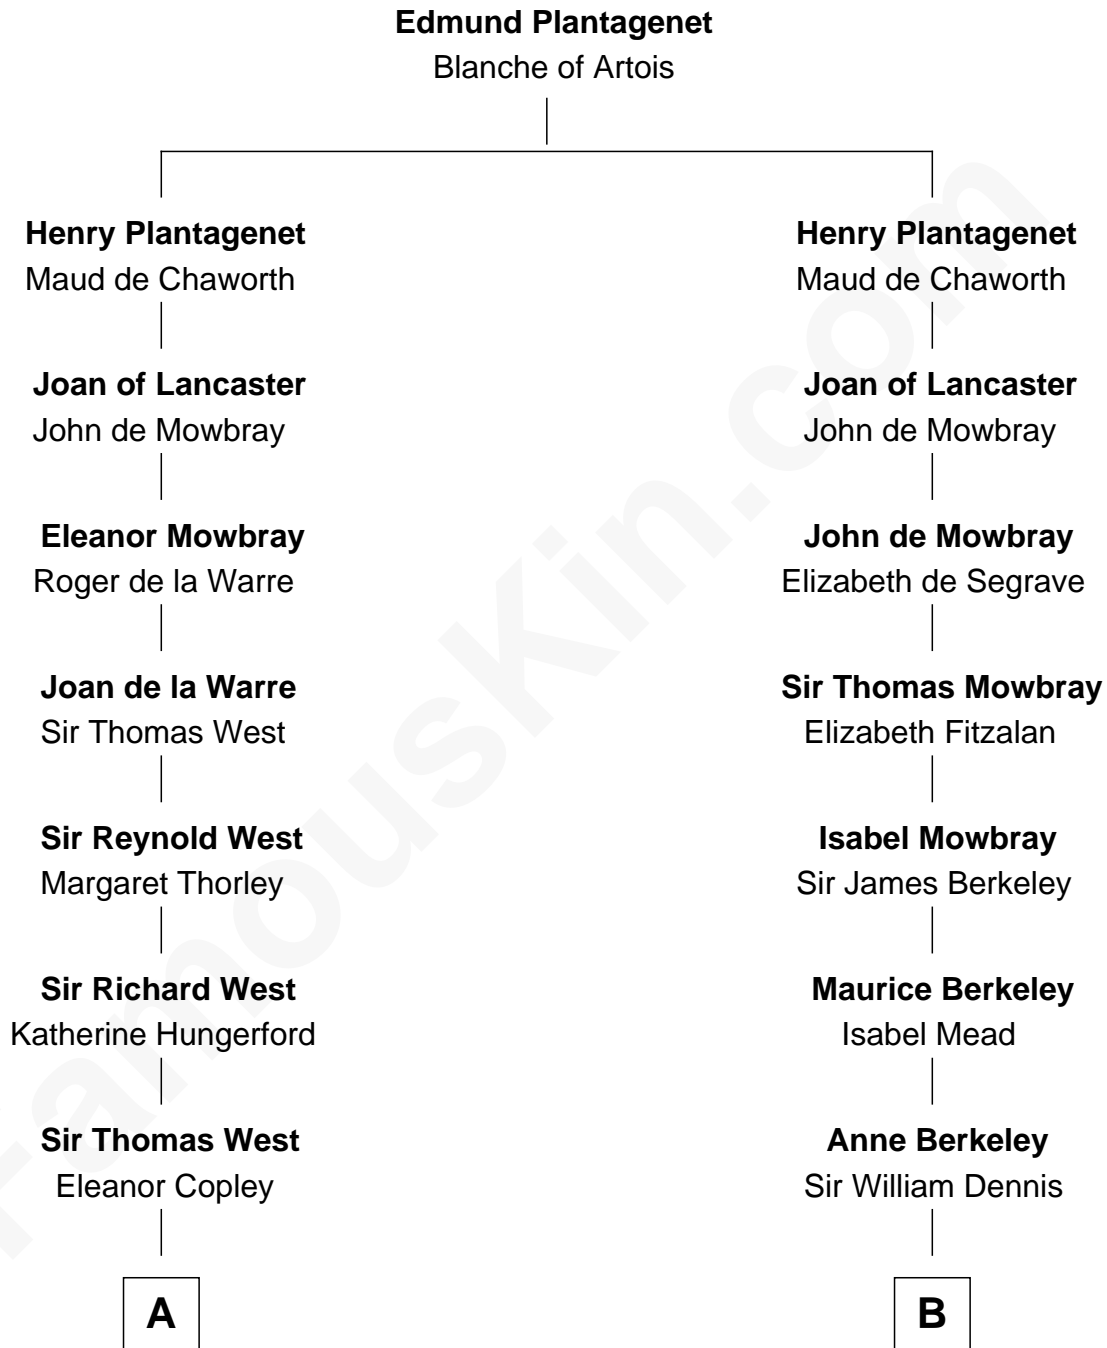 Edmund Plantagenet
Blanche of Artois
Henry Plantagenet
Maud de Chaworth
Henry Plantagenet
Maud de Chaworth
Joan of Lancaster
John de Mowbray
Joan of Lancaster
John de Mowbray
Eleanor Mowbray
Roger de la Warre
John de Mowbray
Elizabeth de Segrave
Joan de la Warre
Sir Thomas West
Sir Thomas Mowbray
Elizabeth Fitzalan
Sir Reynold West
Margaret Thorley
Isabel Mowbray
Sir James Berkeley
Sir Richard West
Katherine Hungerford
Maurice Berkeley
Isabel Mead
Sir Thomas West
Eleanor Copley
Anne Berkeley
Sir William Dennis
A
B
FamousKin.com